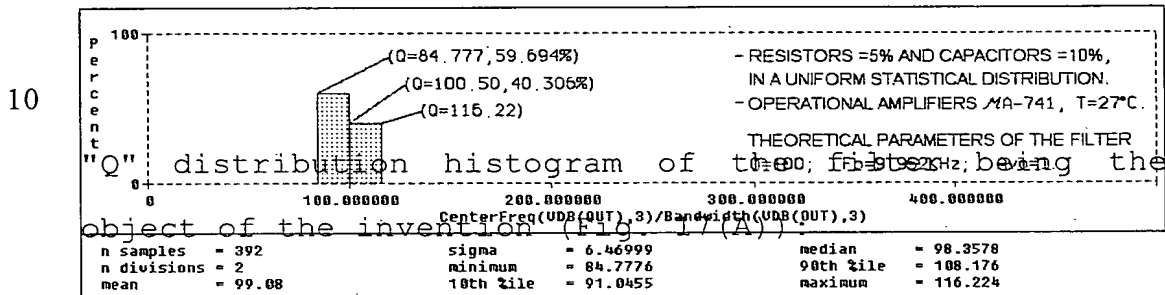 100
Percent
(Q=84.777,59.694%)
(Q=100.50,40.306%)
(Q=116.22)
- RESISTORS =5% AND CAPACITORS =10%,
IN A UNIFORM STATISTICAL DISTRIBUTION.
- OPERATIONAL AMPLIFIERS µA-741, T=27°C.
10
THEORETICAL PARAMETERS OF THE FILTER
"Q" distribution histogram of the filter being the
0
0 100.000000 200.000000 300.000000 400.000000
CenterFreq(VDB(OUT),3)/Bandwidth(VDB(OUT),3)
object of the invention (Fig. 17(A)):
n samples = 392 sigma = 6.46999 median = 98.3578
n divisions = 2 minimum = 84.7776 90th %ile = 108.176
mean = 99.08 10th %ile = 91.0455 maximum = 116.224